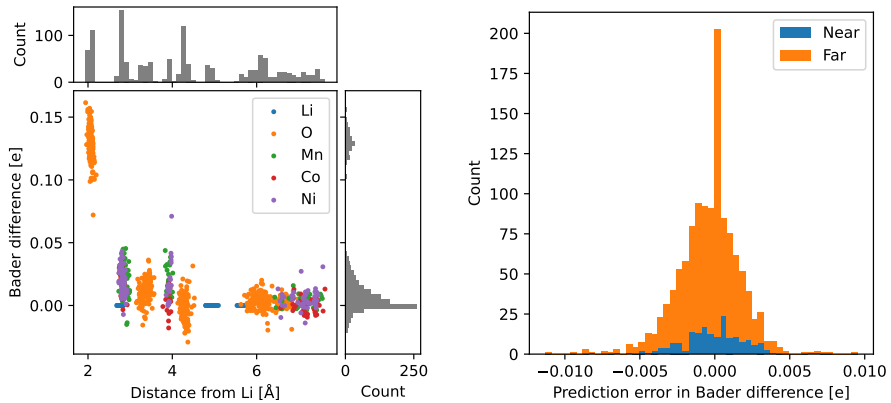 Count
100
0
Bader difference [e]
0.15
0.10
0.05
0.00
Li
O
Mn
Co
Ni
2
4
6
Distance from Li [Å]
0
250
Count
Count
200
175
150
125
100
75
50
25
0
Near
Far
−0.010
−0.005
0.000
0.005
0.010
Prediction error in Bader difference [e]